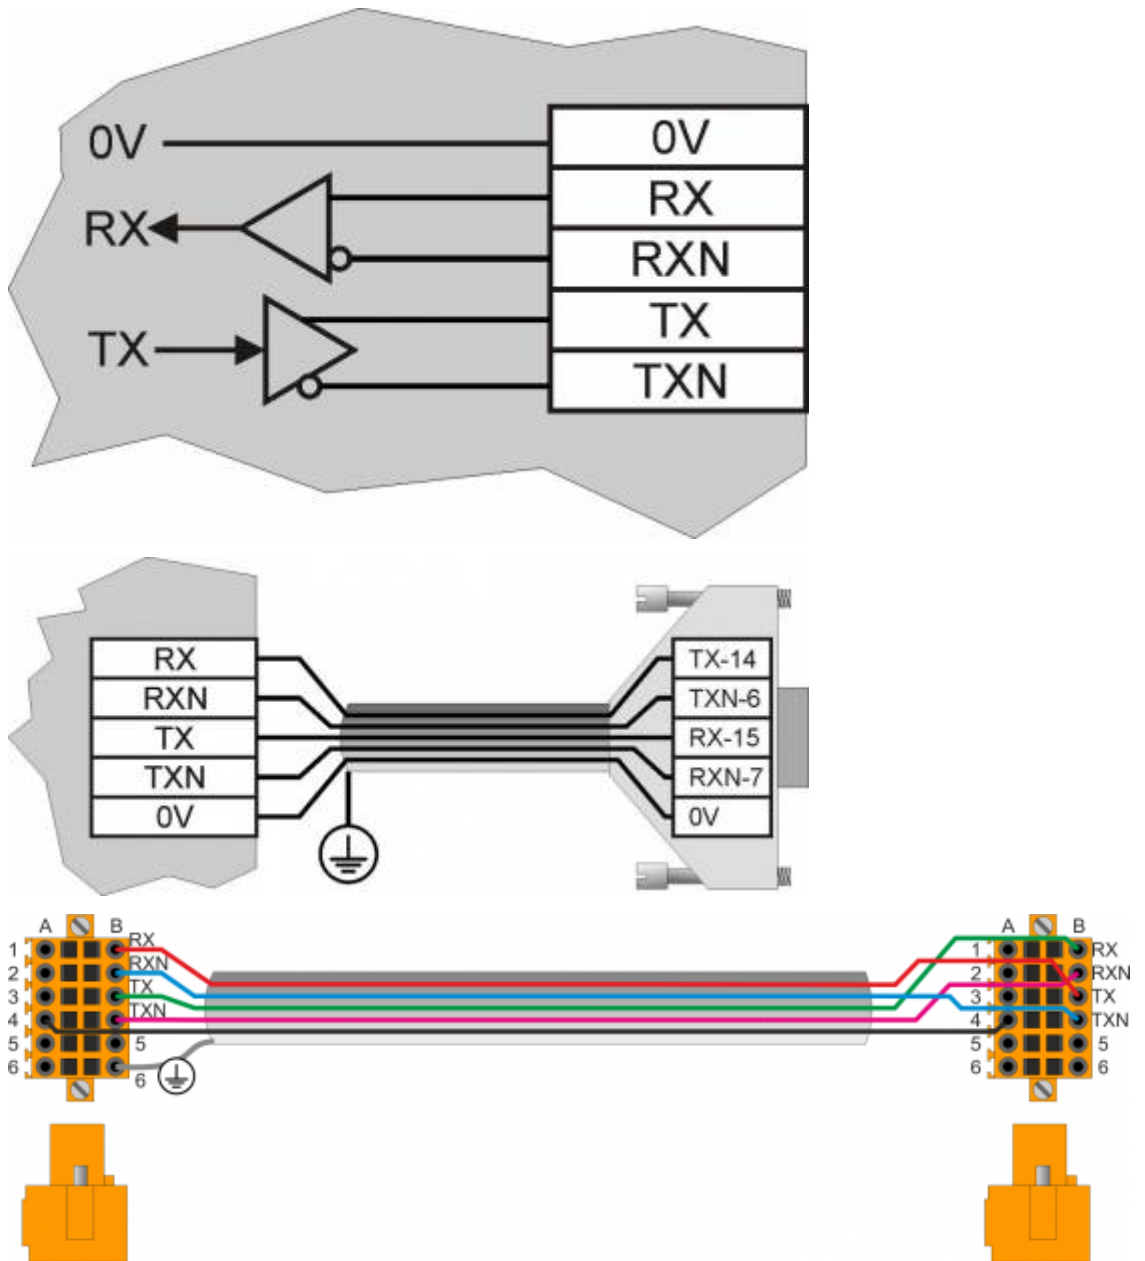 0V 0V
RX
RX
RXN
TX
TX
TXN
RX TX-14
RXN TXN-6
TX RX-15
TXN RXN-7
0V 0V
A B A B
1 RX 1 RX
2 RXN 2 RXN
3 TX 3 TX
4 TXN 4 TXN
5 5 5 5
6 6 6 6